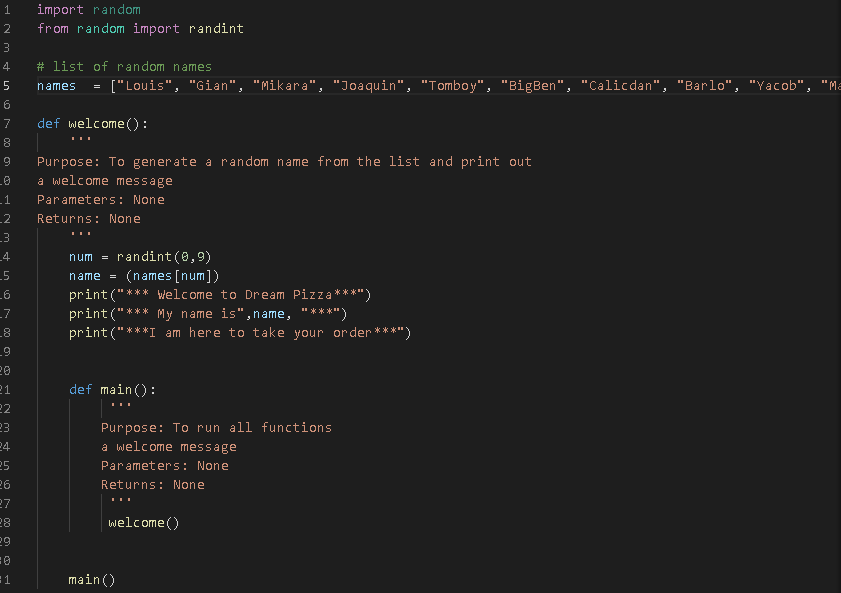 1 import random
2 from random import randint
3
4 # list of random names
5 names = ["Louis", "Gian", "Mikara", "Joaquin", "Tomboy", "BigBen", "Calicdan", "Barlo", "Yacob", "Ma
6
7 def welcome():
8 '''
9 Purpose: To generate a random name from the list and print out
10 a welcome message
11 Parameters: None
12 Returns: None
13 '''
14 num = randint(0,9)
15 name = (names[num])
16 print("*** Welcome to Dream Pizza***")
17 print("*** My name is",name, "***")
18 print("***I am here to take your order***")
19
20
21 def main():
22 '''
23 Purpose: To run all functions
24 a welcome message
25 Parameters: None
26 Returns: None
27 '''
28 welcome()
29
30
31 main()